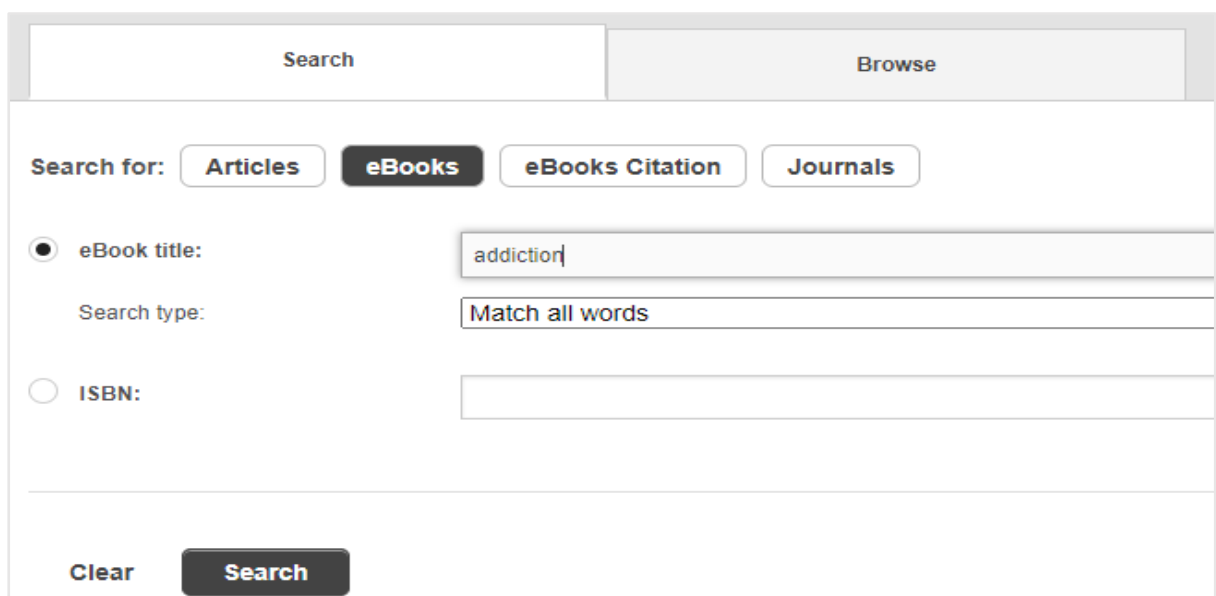 Search Browse
Search for: Articles eBooks eBooks Citation Journals
eBook title: addiction
Search type: Match all words
ISBN:
Clear Search